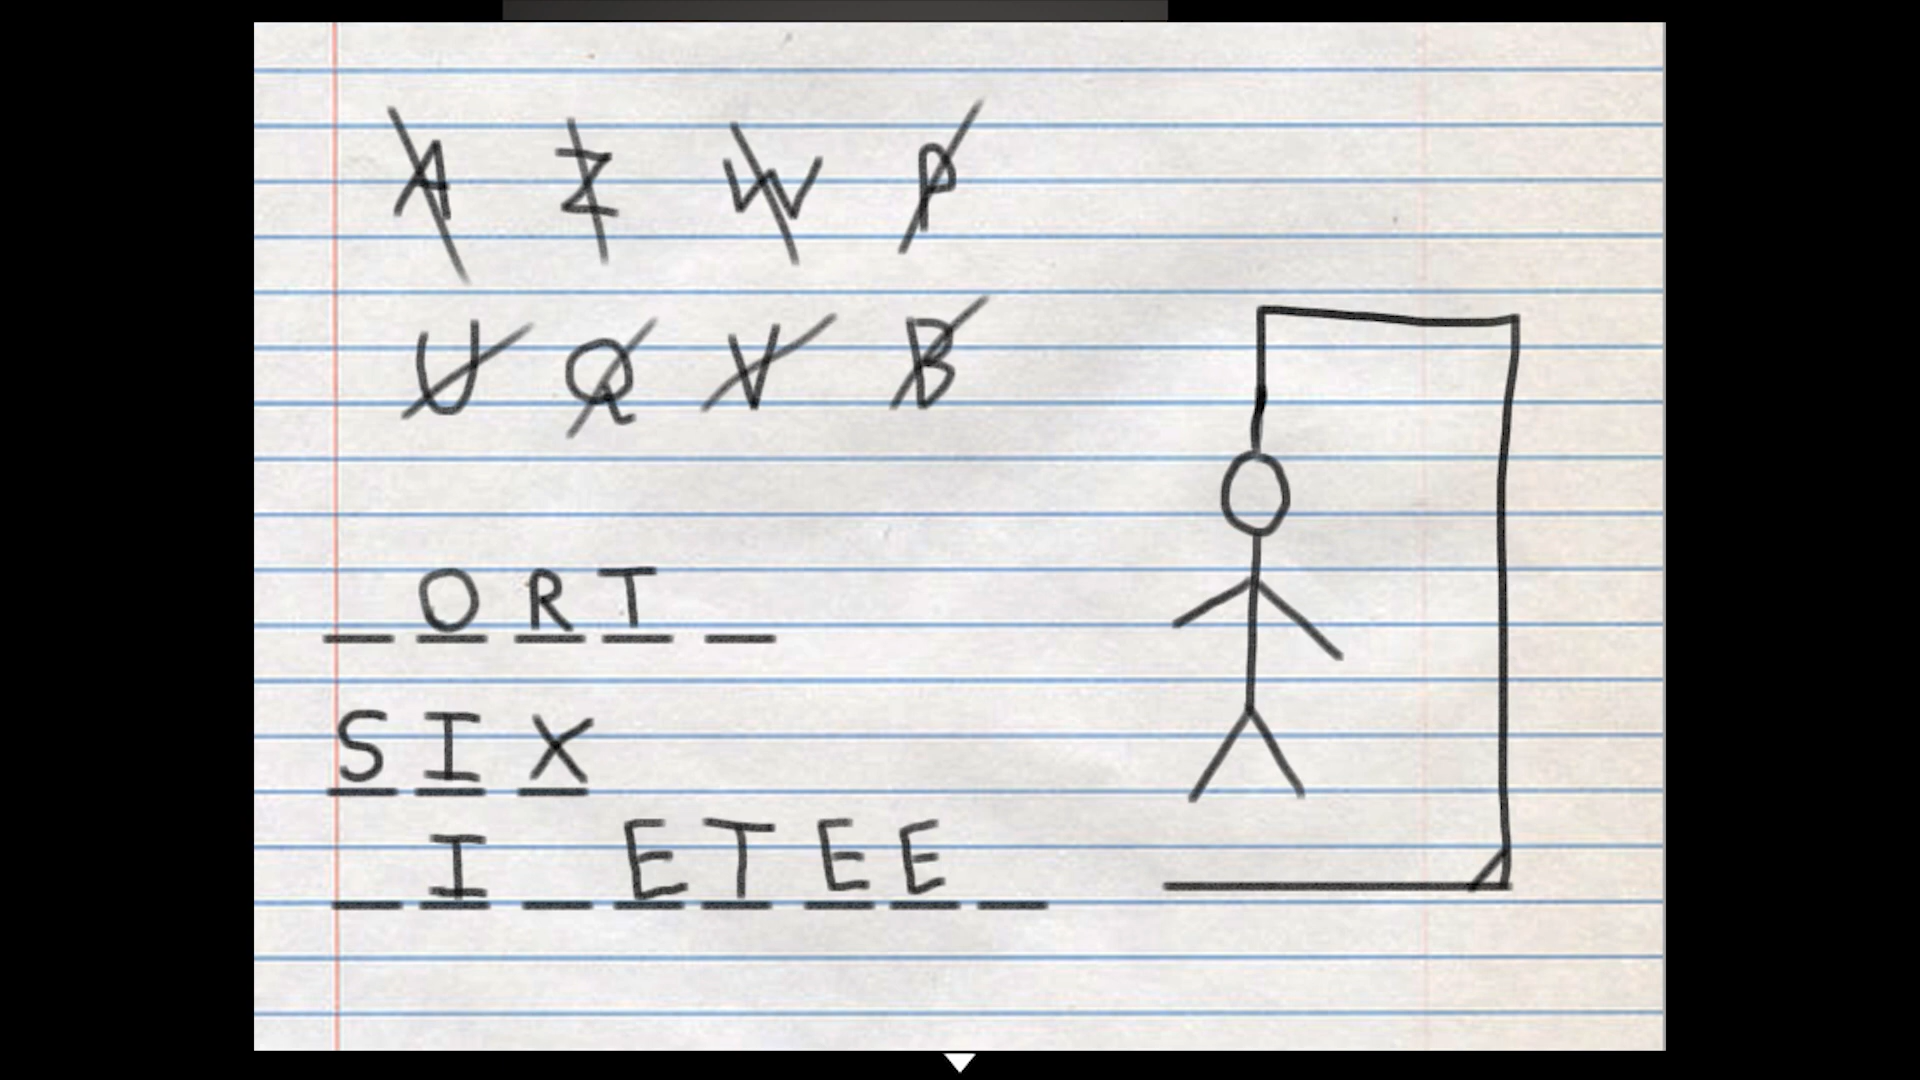 A Z W P
U Q V B
_ O R T _
S I X
_ I _ E T E E _